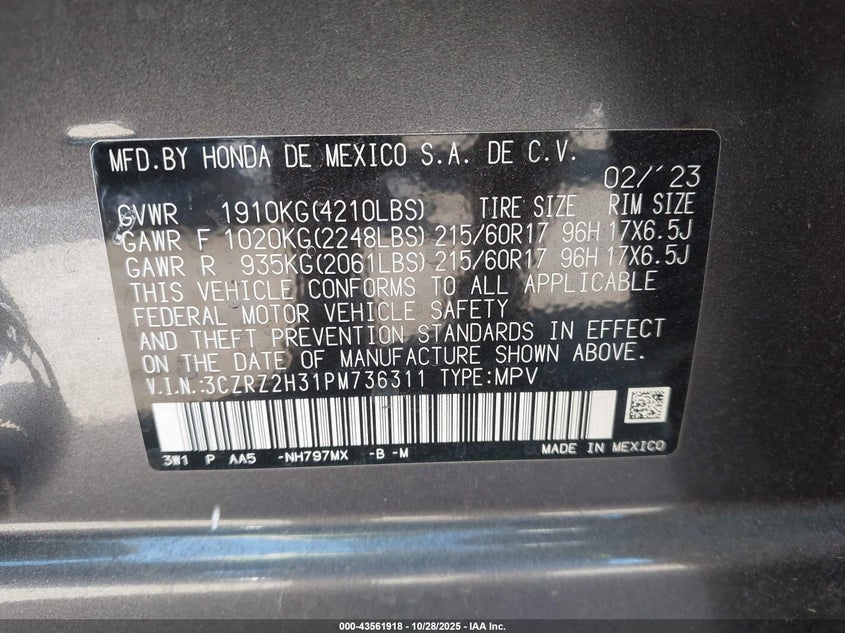 MFD.BY HONDA DE MEXICO S.A. DE C.V.
02/'23
GVWR 1910KG(4210LBS) TIRE SIZE RIM SIZE
GAWR F 1020KG(2248LBS) 215/60R17 96H 17X6.5J
GAWR R 935KG(2061LBS) 215/60R17 96H 17X6.5J
THIS VEHICLE CONFORMS TO ALL APPLICABLE
FEDERAL MOTOR VEHICLE SAFETY
AND THEFT PREVENTION STANDARDS IN EFFECT
ON THE DATE OF MANUFACTURE SHOWN ABOVE.
V.I.N.:3CZRZ2H31PM736311 TYPE:MPV
3W1 P AA5 -NH797MX -B -M MADE IN MEXICO
000-43561918 - 10/28/2025 - IAA Inc.